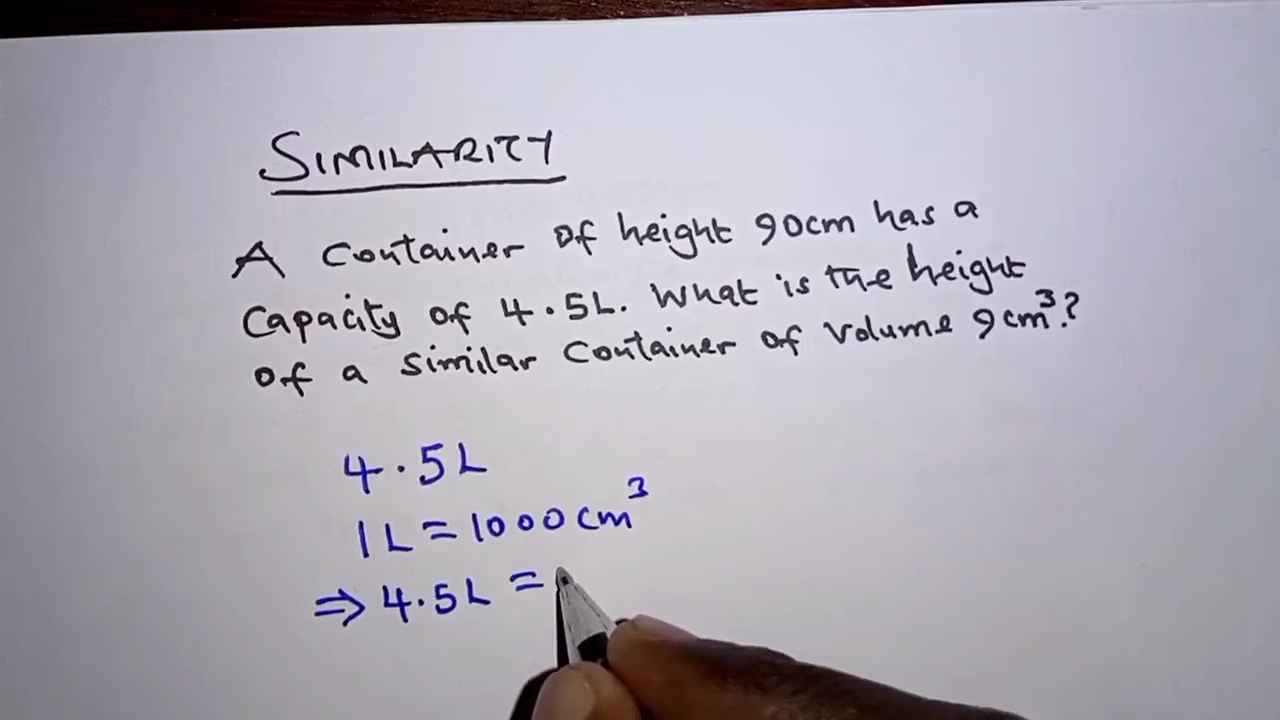 SIMILARITY
A Container of height 90cm has a
Capacity of 4.5L. What is the height
of a similar Container of Volume 9cm³?
4.5L
1L = 1000cm³
⇒ 4.5L =